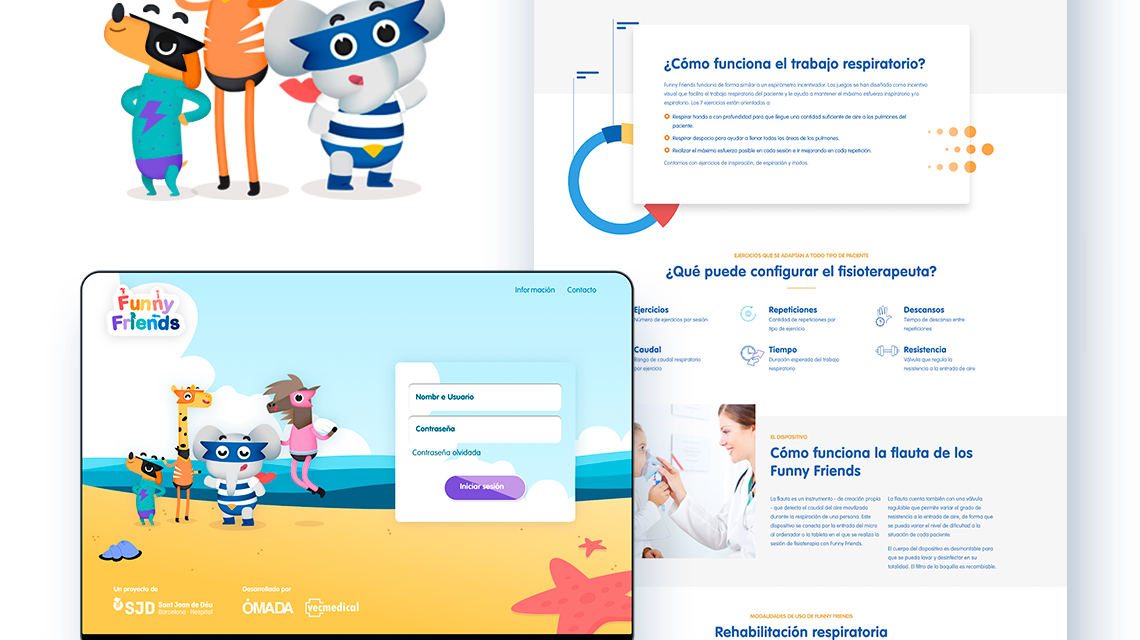 ¿Cómo funciona el trabajo respiratorio?
Funny Friends funciona de forma similar a un espirómetro incentivador. Los juegos se han diseñado como incentivo
visual que facilita el trabajo respiratorio del paciente y le ayuda a mantener el máximo esfuerzo inspiratorio y/o
espiratorio. Los 7 ejercicios están orientados a:
Respirar hondo o con profundidad para que llegue una cantidad suficiente de aire a los pulmones del
paciente.
Respirar despacio para ayudar a llenar todas las áreas de los pulmones.
Realizar el máximo esfuerzo posible en cada sesión e ir mejorando en cada repetición.
Contamos con ejercicios de inspiración, de espiración y mixtos.
EJERCICIOS QUE SE ADAPTAN A TODO TIPO DE PACIENTE
¿Qué puede configurar el fisioterapeuta?
Ejercicios
Número de ejercicios por sesión
Repeticiones
Cantidad de repeticiones por
tipo de ejercicio
Descansos
Tiempo de descanso entre
repeticiones
Caudal
Rango de caudal respiratorio
por ejercicio
Tiempo
Duración esperada del trabajo
respiratorio
Resistencia
Válvula que regula la
resistencia a la entrada de aire
EL DISPOSITIVO
Cómo funciona la flauta de los
Funny Friends
La flauta es un instrumento - de creación propia
- que detecta el caudal del aire movilizado
durante la respiración de una persona. Este
dispositivo se conecta por la entrada del micro
al ordenador o la tableta en el que se realiza la
sesión de fisioterapia con Funny Friends.
La flauta cuenta también con una válvula
regulable que permite variar el grado de
resistencia a la entrada de aire, de forma que
se pueda variar el nivel de dificultad a la
situación de cada paciente.
El cuerpo del dispositivo es desmontable para
que se pueda lavar y desinfectar en su
totalidad. El filtro de la boquilla es recambiable.
MODALIDADES DE USO DE FUNNY FRIENDS
Rehabilitación respiratoria
Funny
Friends
Información
Contacto
Nombr e Usuario
Contraseña
Contraseña olvidada
Iniciar sesión
Un proyecto de
SJD Sant Joan de Déu
Barcelona · Hospital
Desarrollado por
ÓMADA
vecmedical